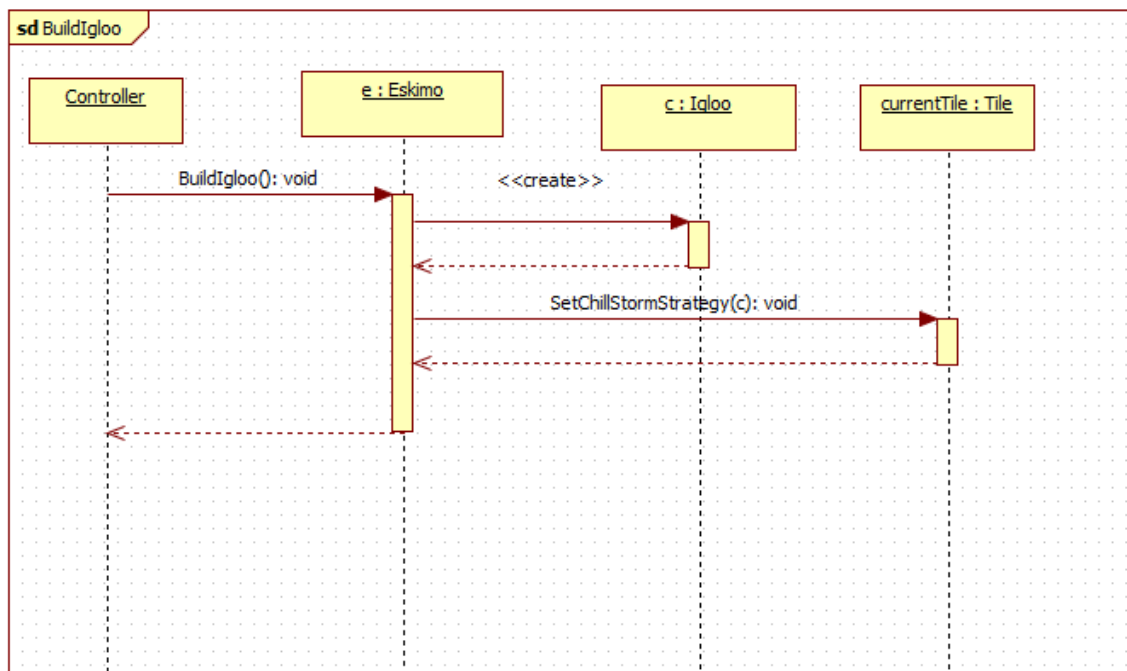 sd BuildIgloo
Controller
e : Eskimo
c : Igloo
currentTile : Tile
BuildIgloo(): void
<<create>>
SetChillStormStrategy(c): void